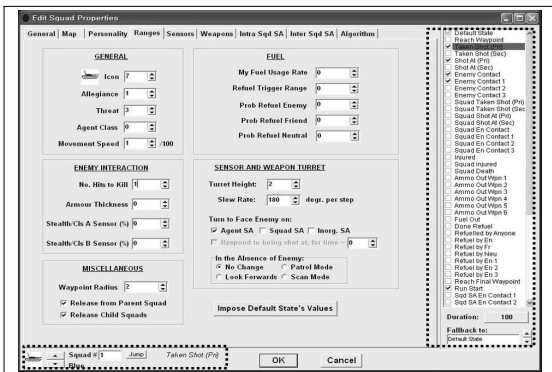 Edit Squad Properties
General Map Personality Ranges Sensors Weapons Intra Sqd SA Inter Sqd SA Algorithm
GENERAL
Icon 7
Allegiance 1
Threat 3
Agent Class 0
Movement Speed 1 /100
FUEL
My Fuel Usage Rate 0
Refuel Trigger Range 0
Prob Refuel Enemy 0
Prob Refuel Friend 0
Prob Refuel Neutral 0
ENEMY INTERACTION
No. Hits to Kill 1
Armour Thickness 0
Stealth/Cls A Sensor (%) 0
Stealth/Cls B Sensor (%) 0
MISCELLANEOUS
Waypoint Radius 2
Release from Parent Squad
Release Child Squads
SENSOR AND WEAPON TURRET
Turret Height: 2
Slew Rate: 180 degr. per step
Turn to Face Enemy on:
Agent SA Squad SA Inorg. SA
Respond to being shot at, for time = 0
In the Absence of Enemy:
No Change Patrol Mode
Look Forwards Scan Mode
Impose Default State's Values
Default State
Reach Waypoint
Taken Shot (Pri)
Taken Shot (Sec)
Shot At (Pri)
Shot At (Sec)
Enemy Contact
Enemy Contact 1
Enemy Contact 2
Enemy Contact 3
Squad Taken Shot (Pri)
Squad Taken Shot (Sec
Squad Shot At (Pri)
Squad Shot At (Sec)
Squad En Contact
Squad En Contact 1
Squad En Contact 2
Squad En Contact 3
Injured
Squad Injured
Squad Death
Ammo Out Wpn 1
Ammo Out Wpn 2
Ammo Out Wpn 3
Ammo Out Wpn 4
Ammo Out Wpn 5
Ammo Out Wpn 6
Fuel Out
Done Refuel
Refuelled by Anyone
Refuel by En
Refuel by Fr
Refuel by Neu
Refuel by En 1
Refuel by En 2
Refuel by En 3
Reach Final Waypoint
Run Start
Sqd SA En Contact 1
Sqd SA En Contact 2
Duration: 100
Fallback to:
Default State
Squad # 1 Jump Taken Shot (Pri)
Blue
OK Cancel